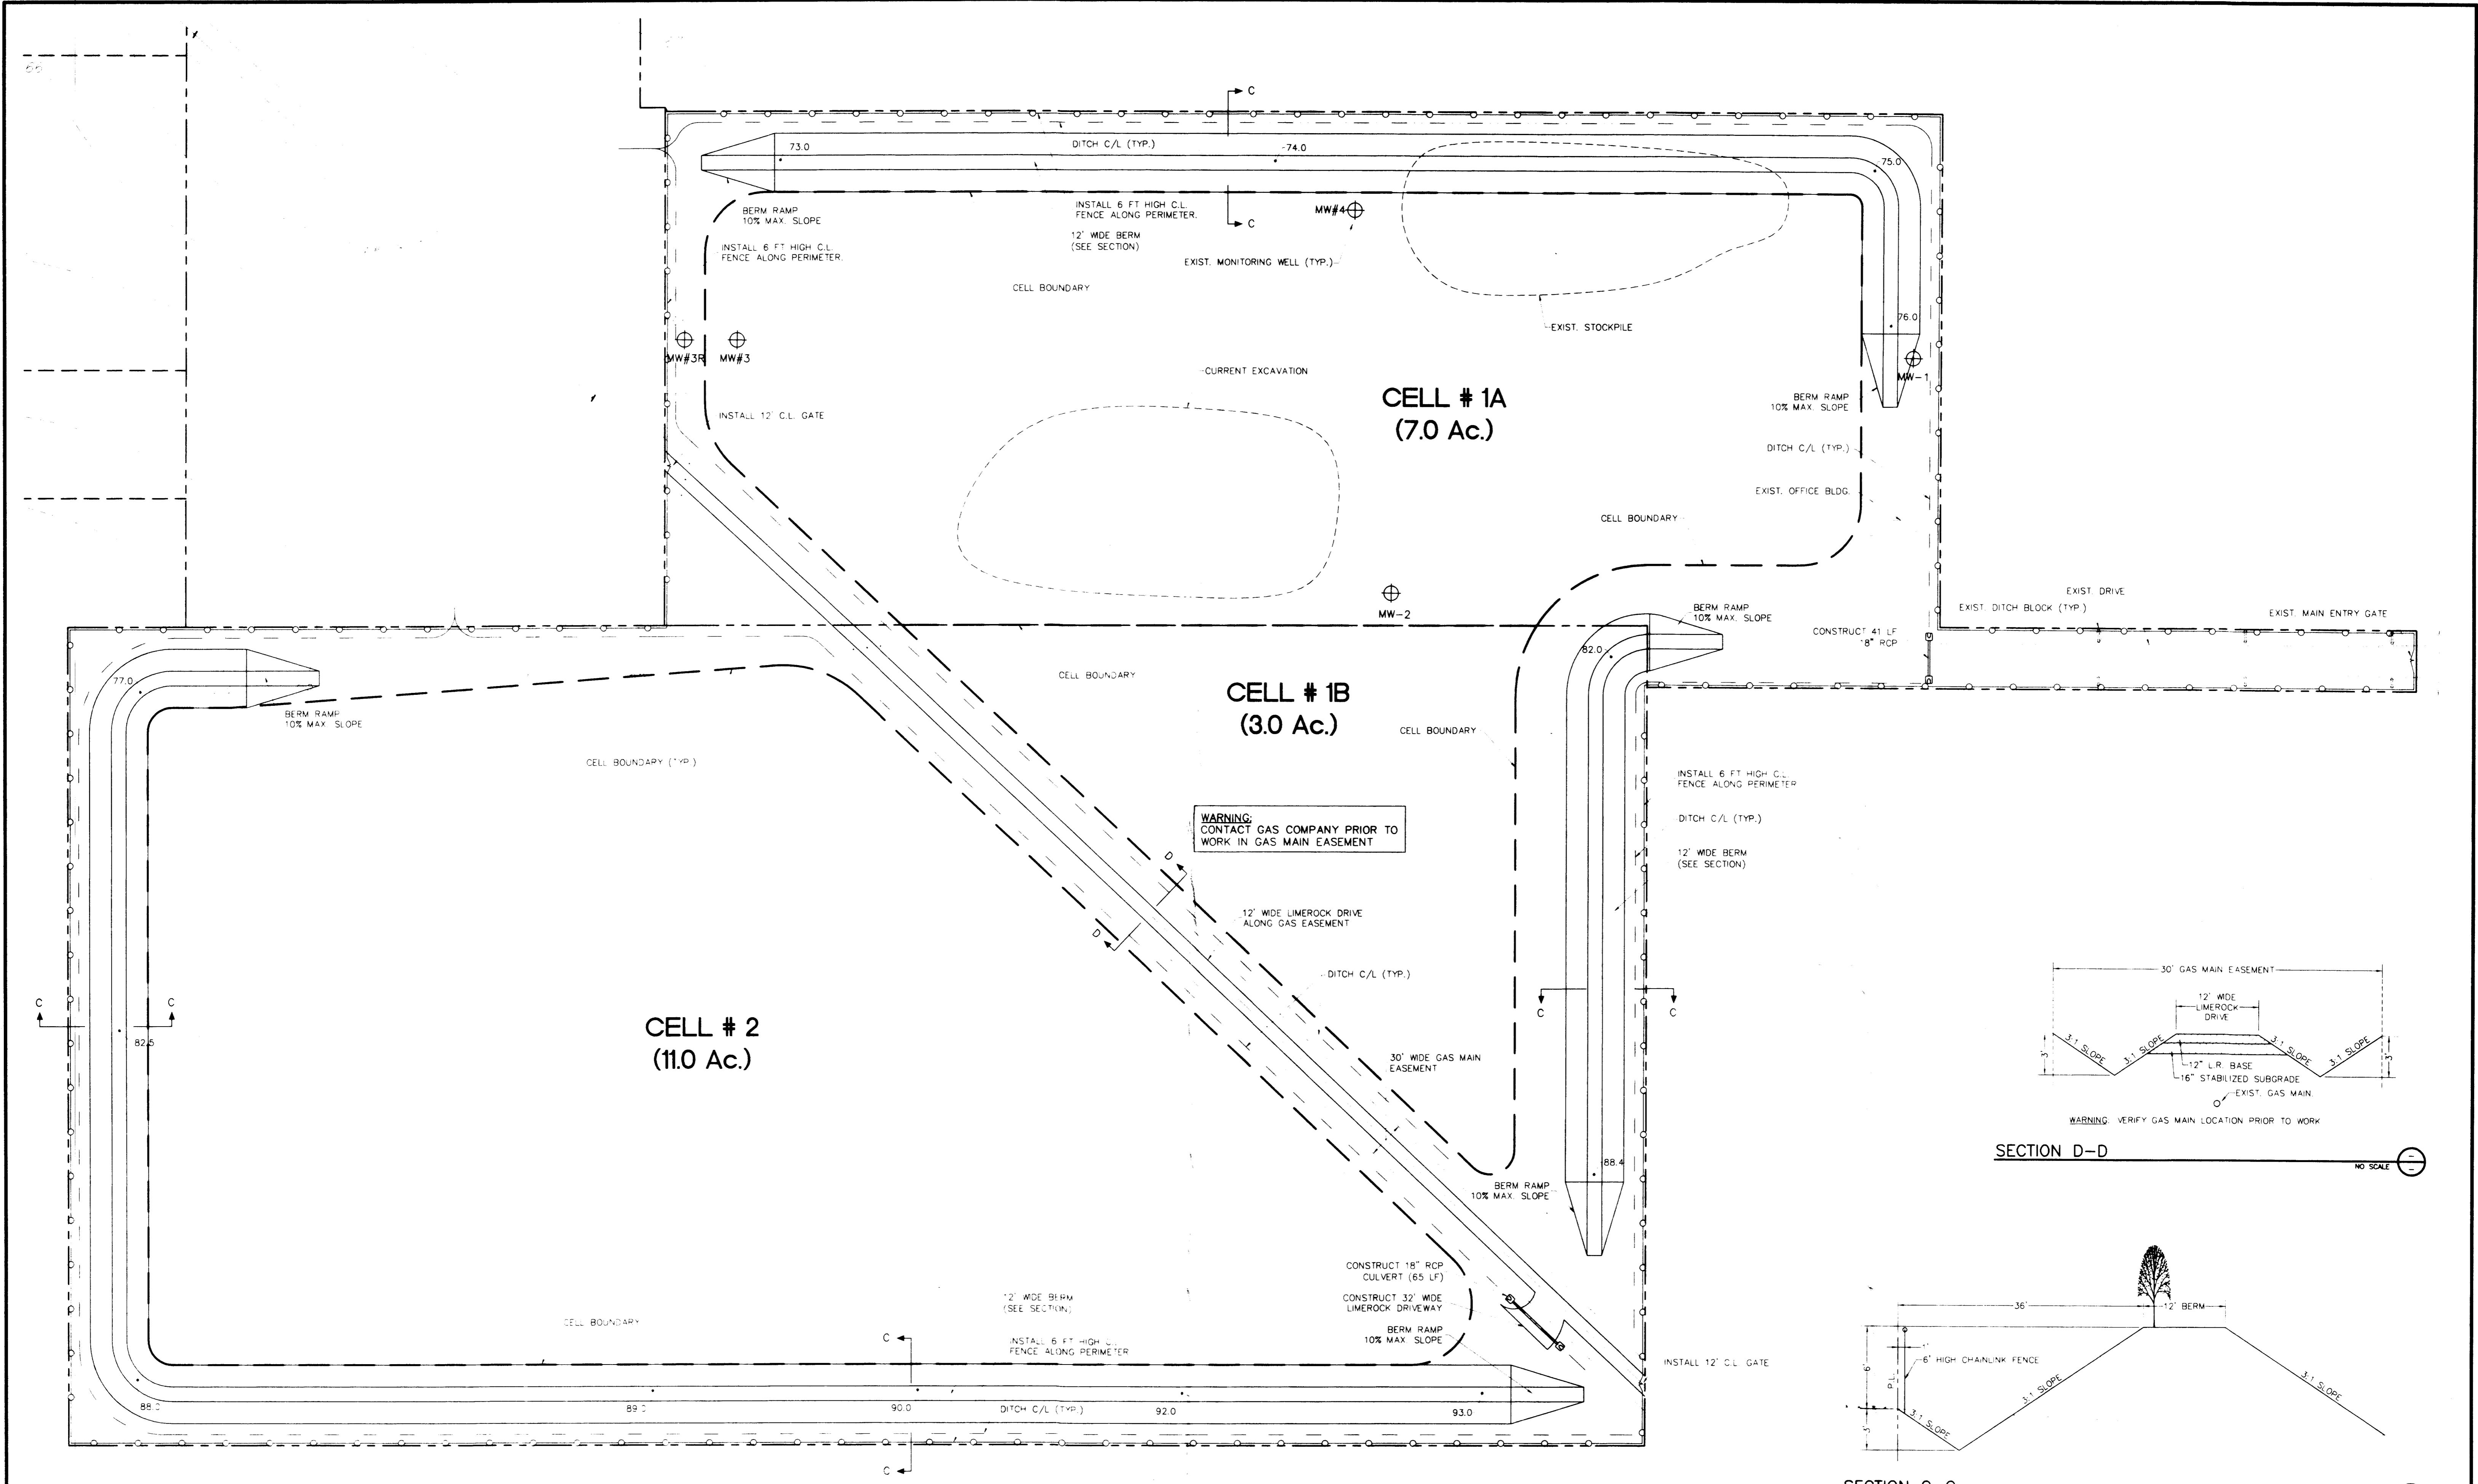 C
DITCH C/L (TYP.)
73.0
74.0
75.0
BERM RAMP
10% MAX. SLOPE
INSTALL 6 FT HIGH C.L.
FENCE ALONG PERIMETER.
12' WIDE BERM
(SEE SECTION)
MW#4
C
INSTALL 6 FT HIGH C.L.
FENCE ALONG PERIMETER.
EXIST. MONITORING WELL (TYP.)
CELL BOUNDARY
EXIST. STOCKPILE
76.0
MW#3R
MW#3
MW-1
CURRENT EXCAVATION
CELL # 1A
(7.0 Ac.)
BERM RAMP
10% MAX. SLOPE
INSTALL 12' C.L. GATE
DITCH C/L (TYP.)
EXIST. OFFICE BLDG.
CELL BOUNDARY
MW-2
EXIST. DRIVE
EXIST. DITCH BLOCK (TYP.)
EXIST. MAIN ENTRY GATE
BERM RAMP
10% MAX. SLOPE
CONSTRUCT 41 LF
18" RCP
82.0
77.0
BERM RAMP
10% MAX. SLOPE
CELL BOUNDARY
CELL # 1B
(3.0 Ac.)
CELL BOUNDARY
CELL BOUNDARY (TYP.)
INSTALL 6 FT HIGH C.L.
FENCE ALONG PERIMETER
DITCH C/L (TYP.)
12' WIDE BERM
(SEE SECTION)
WARNING:
CONTACT GAS COMPANY PRIOR TO
WORK IN GAS MAIN EASEMENT
D
D
12' WIDE LIMEROCK DRIVE
ALONG GAS EASEMENT
DITCH C/L (TYP.)
C
C
82.5
CELL # 2
(11.0 Ac.)
C
C
30' WIDE GAS MAIN
EASEMENT
88.4
BERM RAMP
10% MAX. SLOPE
30' GAS MAIN EASEMENT
12' WIDE
LIMEROCK
DRIVE
3'
3:1 SLOPE
3:1 SLOPE
3:1 SLOPE
3:1 SLOPE
3'
12" L.R. BASE
16" STABILIZED SUBGRADE
EXIST. GAS MAIN.
WARNING: VERIFY GAS MAIN LOCATION PRIOR TO WORK
SECTION D-D
NO SCALE
CONSTRUCT 18" RCP
CULVERT (65 LF)
CONSTRUCT 32' WIDE
LIMEROCK DRIVEWAY
BERM RAMP
10% MAX. SLOPE
12' WIDE BERM
(SEE SECTION)
CELL BOUNDARY
C
INSTALL 6 FT HIGH C.L.
FENCE ALONG PERIMETER
INSTALL 12' C.L. GATE
88.0
89.0
90.0
DITCH C/L (TYP.)
92.0
93.0
C
36'
12' BERM
1'
6' HIGH CHAINLINK FENCE
6'
P.L.
3'
3:1 SLOPE
3:1 SLOPE
3:1 SLOPE